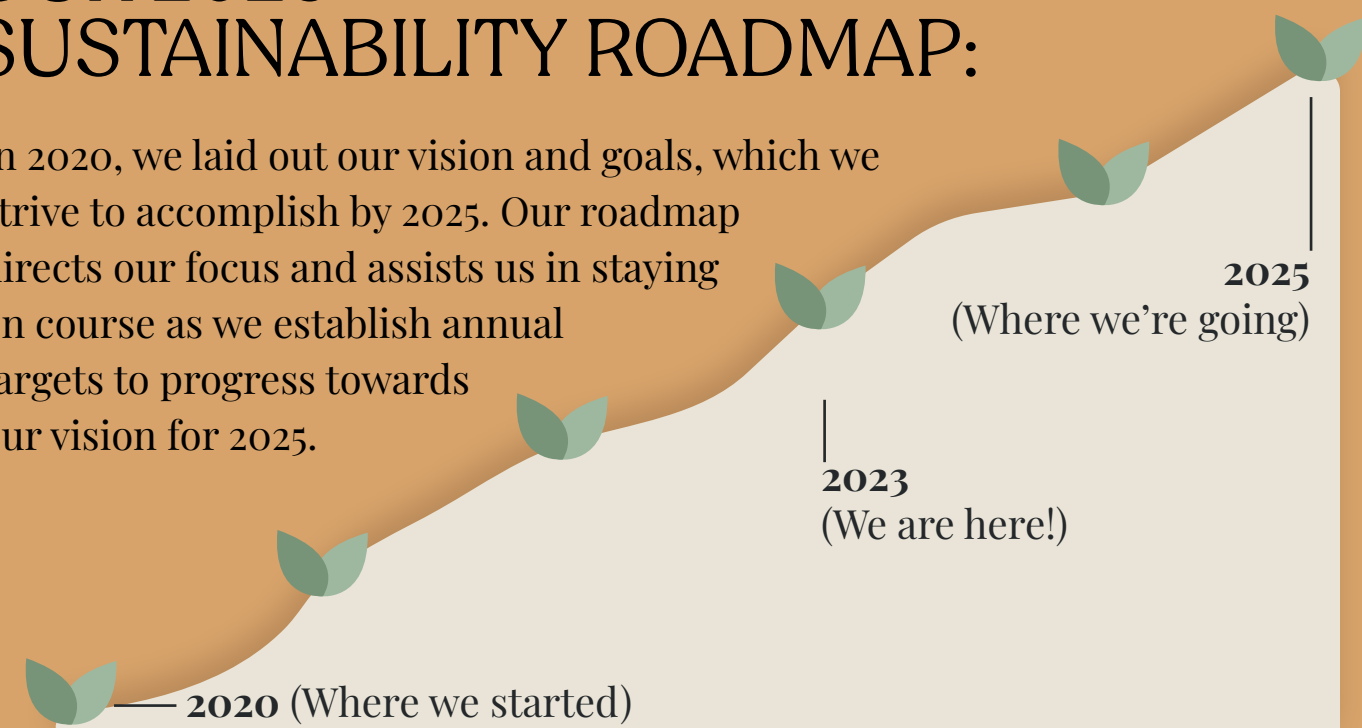 SUSTAINABILITY ROADMAP:
n 2020, we laid out our vision and goals, which we
trive to accomplish by 2025. Our roadmap
irects our focus and assists us in staying
n course as we establish annual
argets to progress towards
ur vision for 2025.
2025
(Where we’re going)
2023
(We are here!)
2020 (Where we started)